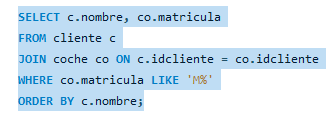 SELECT c.nombre, co.matricula
FROM cliente c
JOIN coche co ON c.idcliente = co.idcliente
WHERE co.matricula LIKE 'M%'
ORDER BY c.nombre;